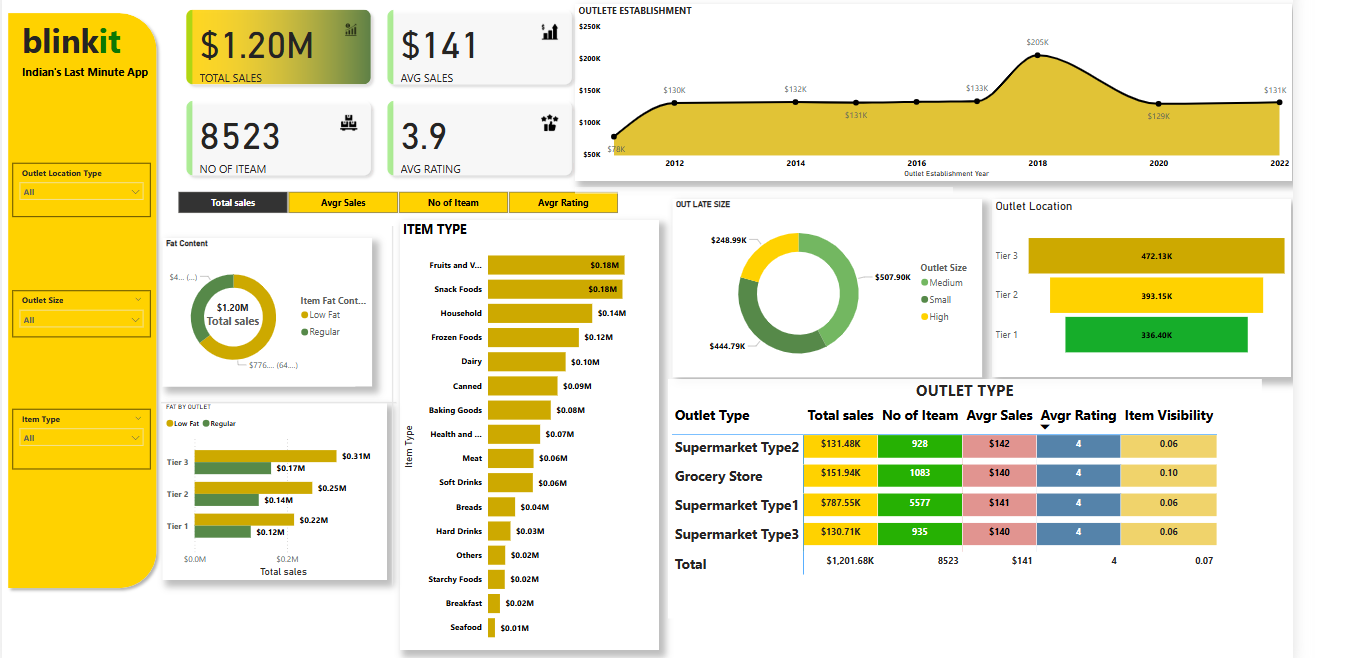 blinkit
Indian's Last Minute App
Outlet Location Type
All
Outlet Size
All
Item Type
All
$1.20M
TOTAL SALES
$141
AVG SALES
8523
NO OF ITEAM
3.9
AVG RATING
OUTLETE ESTABLISHMENT
$250K
$200K
$150K
$100K
$50K
$78K
$130K
$132K
$131K
$133K
$205K
$129K
$131K
2012
2014
2016
2018
2020
2022
Outlet Establishment Year
Total sales
Avgr Sales
No of Iteam
Avgr Rating
Fat Content
$4... (...)
$1.20M
Total sales
$776.... (64....)
Item Fat Cont...
Low Fat
Regular
FAT BY OUTLET
Low Fat Regular
Tier 3
$0.31M
$0.17M
Tier 2
$0.25M
$0.14M
Tier 1
$0.22M
$0.12M
$0.0M
$0.2M
Total sales
ITEM TYPE
Item Type
Fruits and V... $0.18M
Snack Foods $0.18M
Household $0.14M
Frozen Foods $0.12M
Dairy $0.10M
Canned $0.09M
Baking Goods $0.08M
Health and ... $0.07M
Meat $0.06M
Soft Drinks $0.06M
Breads $0.04M
Hard Drinks $0.03M
Others $0.02M
Starchy Foods $0.02M
Breakfast $0.02M
Seafood $0.01M
OUT LATE SIZE
$248.99K
$507.90K
$444.79K
Outlet Size
Medium
Small
High
Outlet Location
Tier 3 472.13K
Tier 2 393.15K
Tier 1 336.40K
OUTLET TYPE
Outlet Type Total sales No of Iteam Avgr Sales Avgr Rating Item Visibility
Supermarket Type2 $131.48K 928 $142 4 0.06
Grocery Store $151.94K 1083 $140 4 0.10
Supermarket Type1 $787.55K 5577 $141 4 0.06
Supermarket Type3 $130.71K 935 $140 4 0.06
Total $1,201.68K 8523 $141 4 0.07